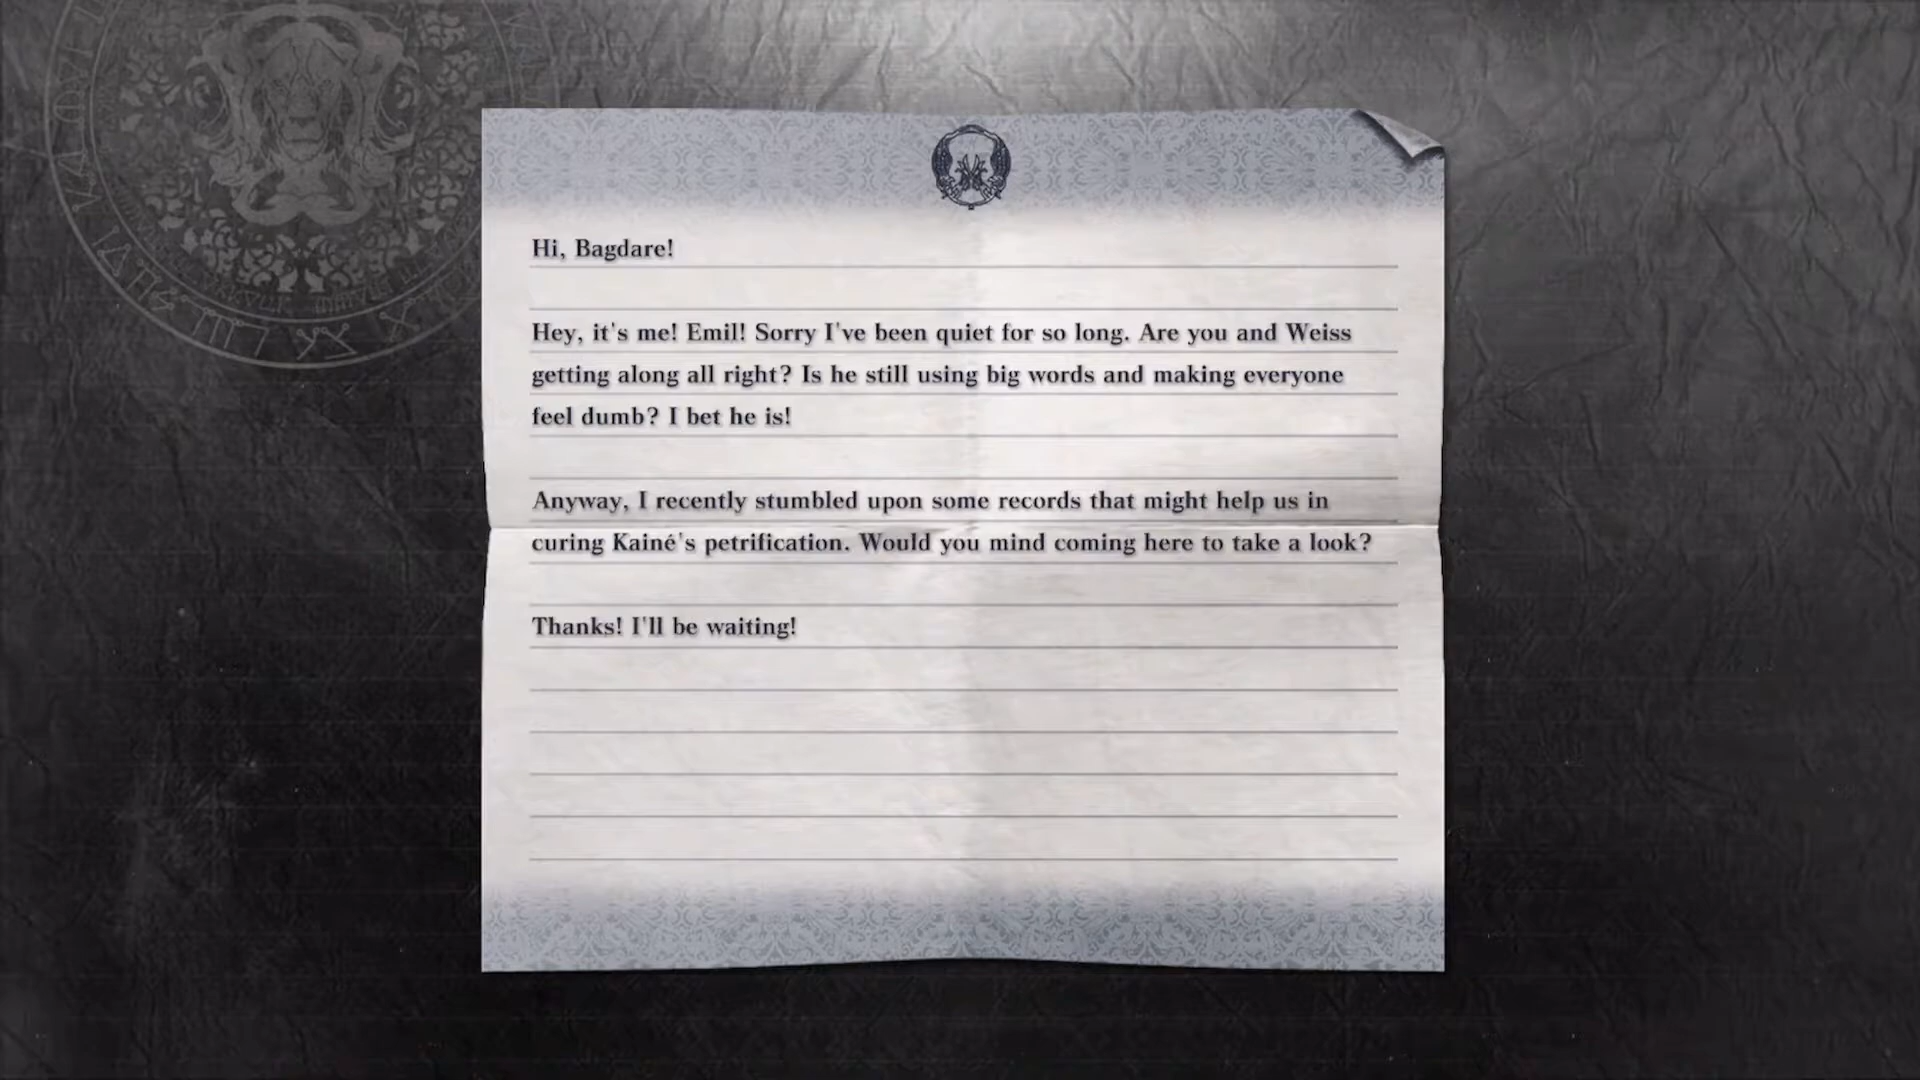 Hi, Bagdare!
Hey, it's me! Emil! Sorry I've been quiet for so long. Are you and Weiss
getting along all right? Is he still using big words and making everyone
feel dumb? I bet he is!
Anyway, I recently stumbled upon some records that might help us in
curing Kainé's petrification. Would you mind coming here to take a look?
Thanks! I'll be waiting!